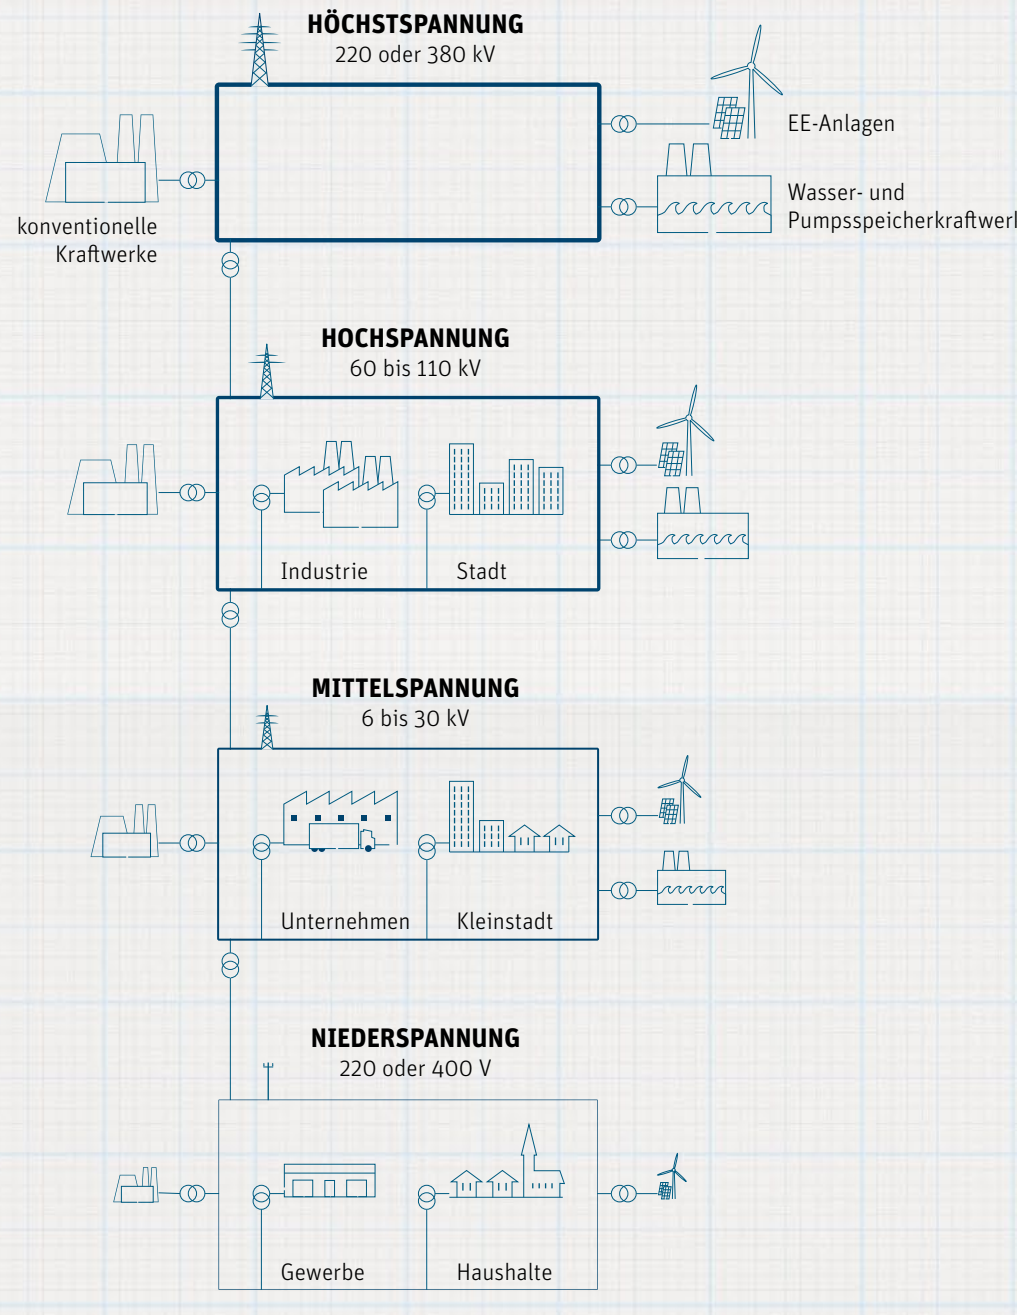 HÖCHSTSPANNUNG
220 oder 380 kV
EE-Anlagen
Wasser- und
konventionelle
Kraftwerke
HOCHSPANNUNG
60 bis 110 kV
Industrie
Stadt
MITTELSPANNUNG
6 bis 30 kV
Unternehmen
Kleinstadt
NIEDERSPANNUNG
220 oder 400 V
Gewerbe
Haushalte